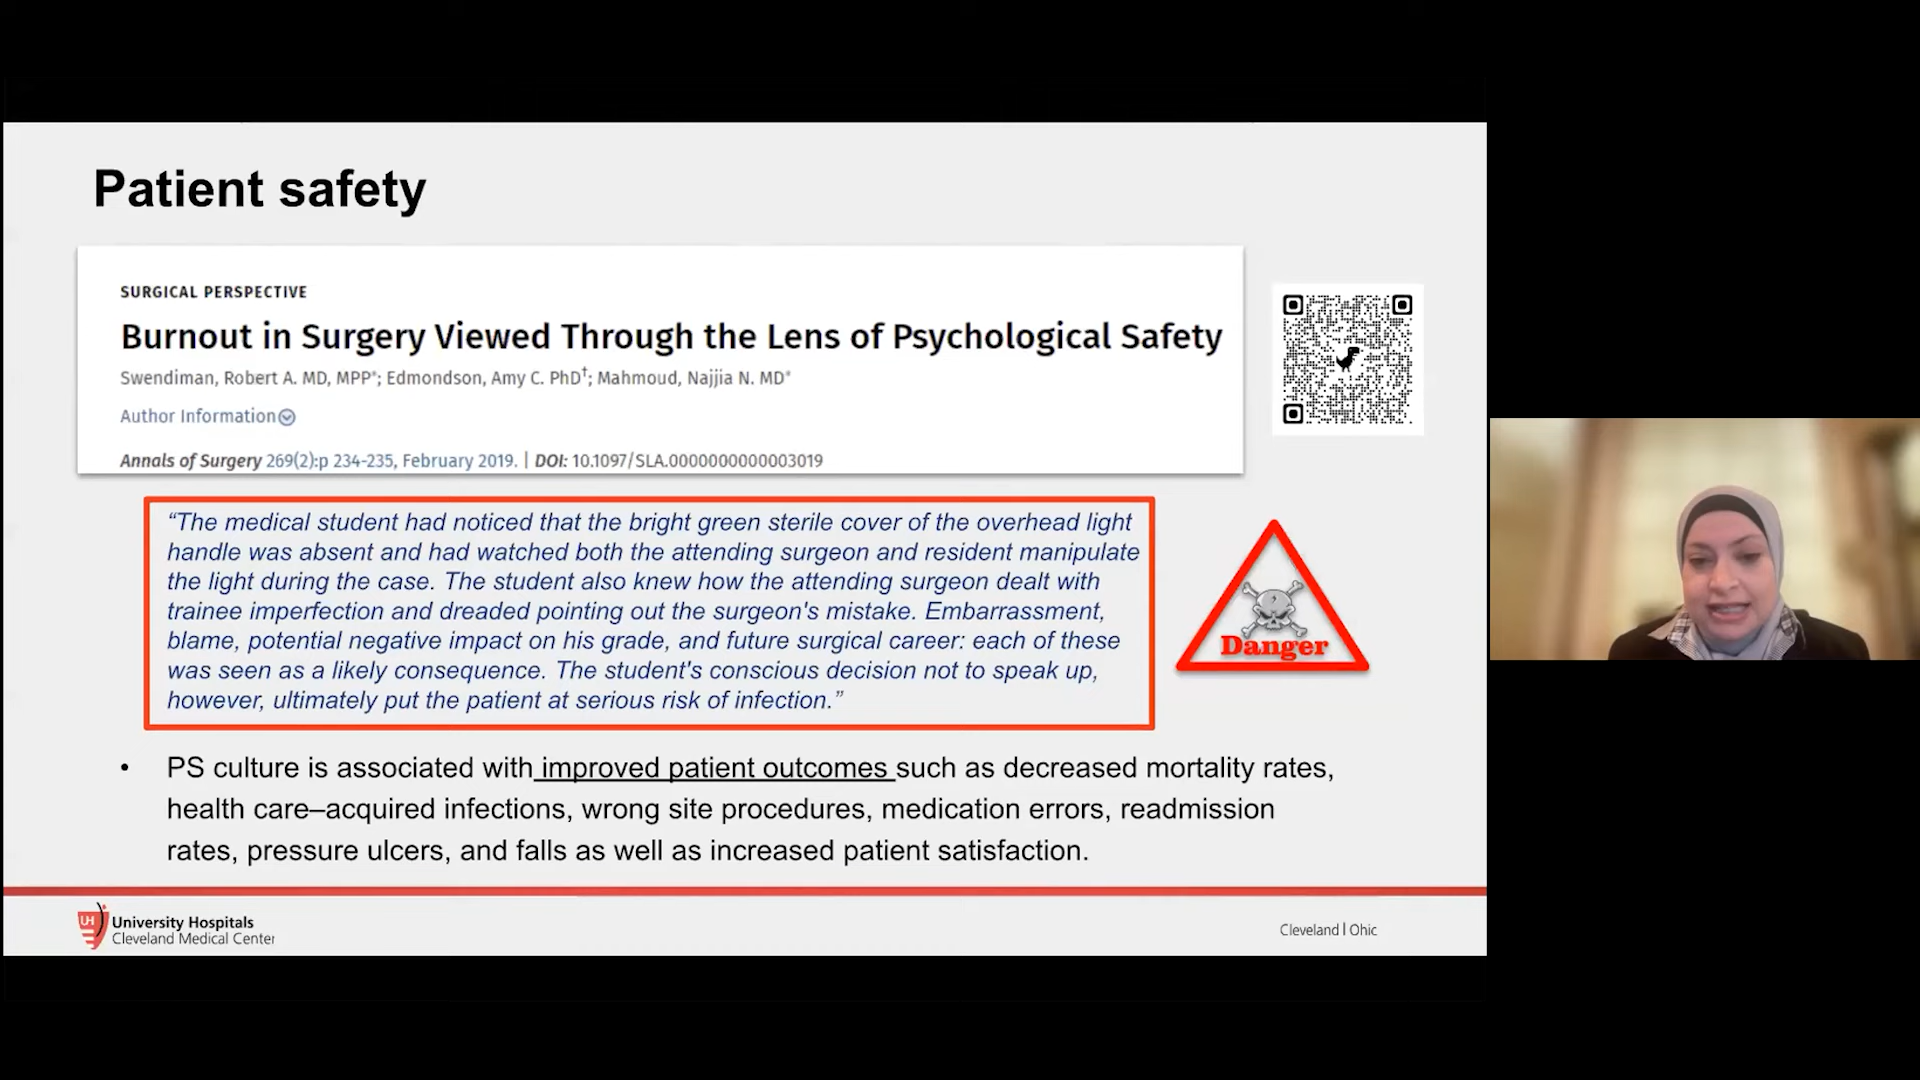 Patient safety
SURGICAL PERSPECTIVE
Burnout in Surgery Viewed Through the Lens of Psychological Safety
Swendiman, Robert A. MD, MPP*; Edmondson, Amy C. PhD†; Mahmoud, Najjia N. MD*
Author Information
Annals of Surgery 269(2):p 234-235, February 2019. | DOI: 10.1097/SLA.0000000000003019
“The medical student had noticed that the bright green sterile cover of the overhead light
handle was absent and had watched both the attending surgeon and resident manipulate
the light during the case. The student also knew how the attending surgeon dealt with
trainee imperfection and dreaded pointing out the surgeon's mistake. Embarrassment,
blame, potential negative impact on his grade, and future surgical career: each of these
was seen as a likely consequence. The student's conscious decision not to speak up,
however, ultimately put the patient at serious risk of infection.”
Danger
• PS culture is associated with improved patient outcomes such as decreased mortality rates,
health care–acquired infections, wrong site procedures, medication errors, readmission
rates, pressure ulcers, and falls as well as increased patient satisfaction.
UH
University Hospitals
Cleveland Medical Center
Cleveland | Ohio